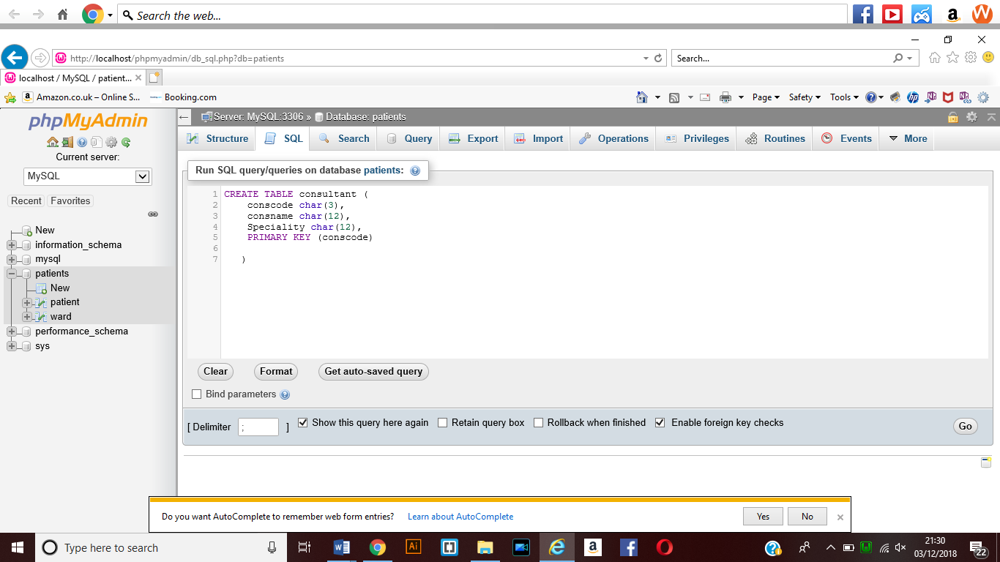 Search the web...
http://localhost/phpmyadmin/db_sql.php?db=patients
Search...
localhost / MySQL / patient...
Amazon.co.uk – Online S...
Booking.com
Page
Safety
Tools
phpMyAdmin
Current server:
MySQL
Recent
Favorites
New
information_schema
mysql
patients
New
patient
ward
performance_schema
sys
Server: MySQL:3306 » Database: patients
Structure
SQL
Search
Query
Export
Import
Operations
Privileges
Routines
Events
More
Run SQL query/queries on database patients:
1 CREATE TABLE consultant (
2 conscode char(3),
3 consname char(12),
4 Speciality char(12),
5 PRIMARY KEY (conscode)
6
7 )
Clear
Format
Get auto-saved query
Bind parameters
[ Delimiter ; ]
Show this query here again
Retain query box
Rollback when finished
Enable foreign key checks
Go
Do you want AutoComplete to remember web form entries?
Learn about AutoComplete
Yes
No
Type here to search
21:30
03/12/2018
22